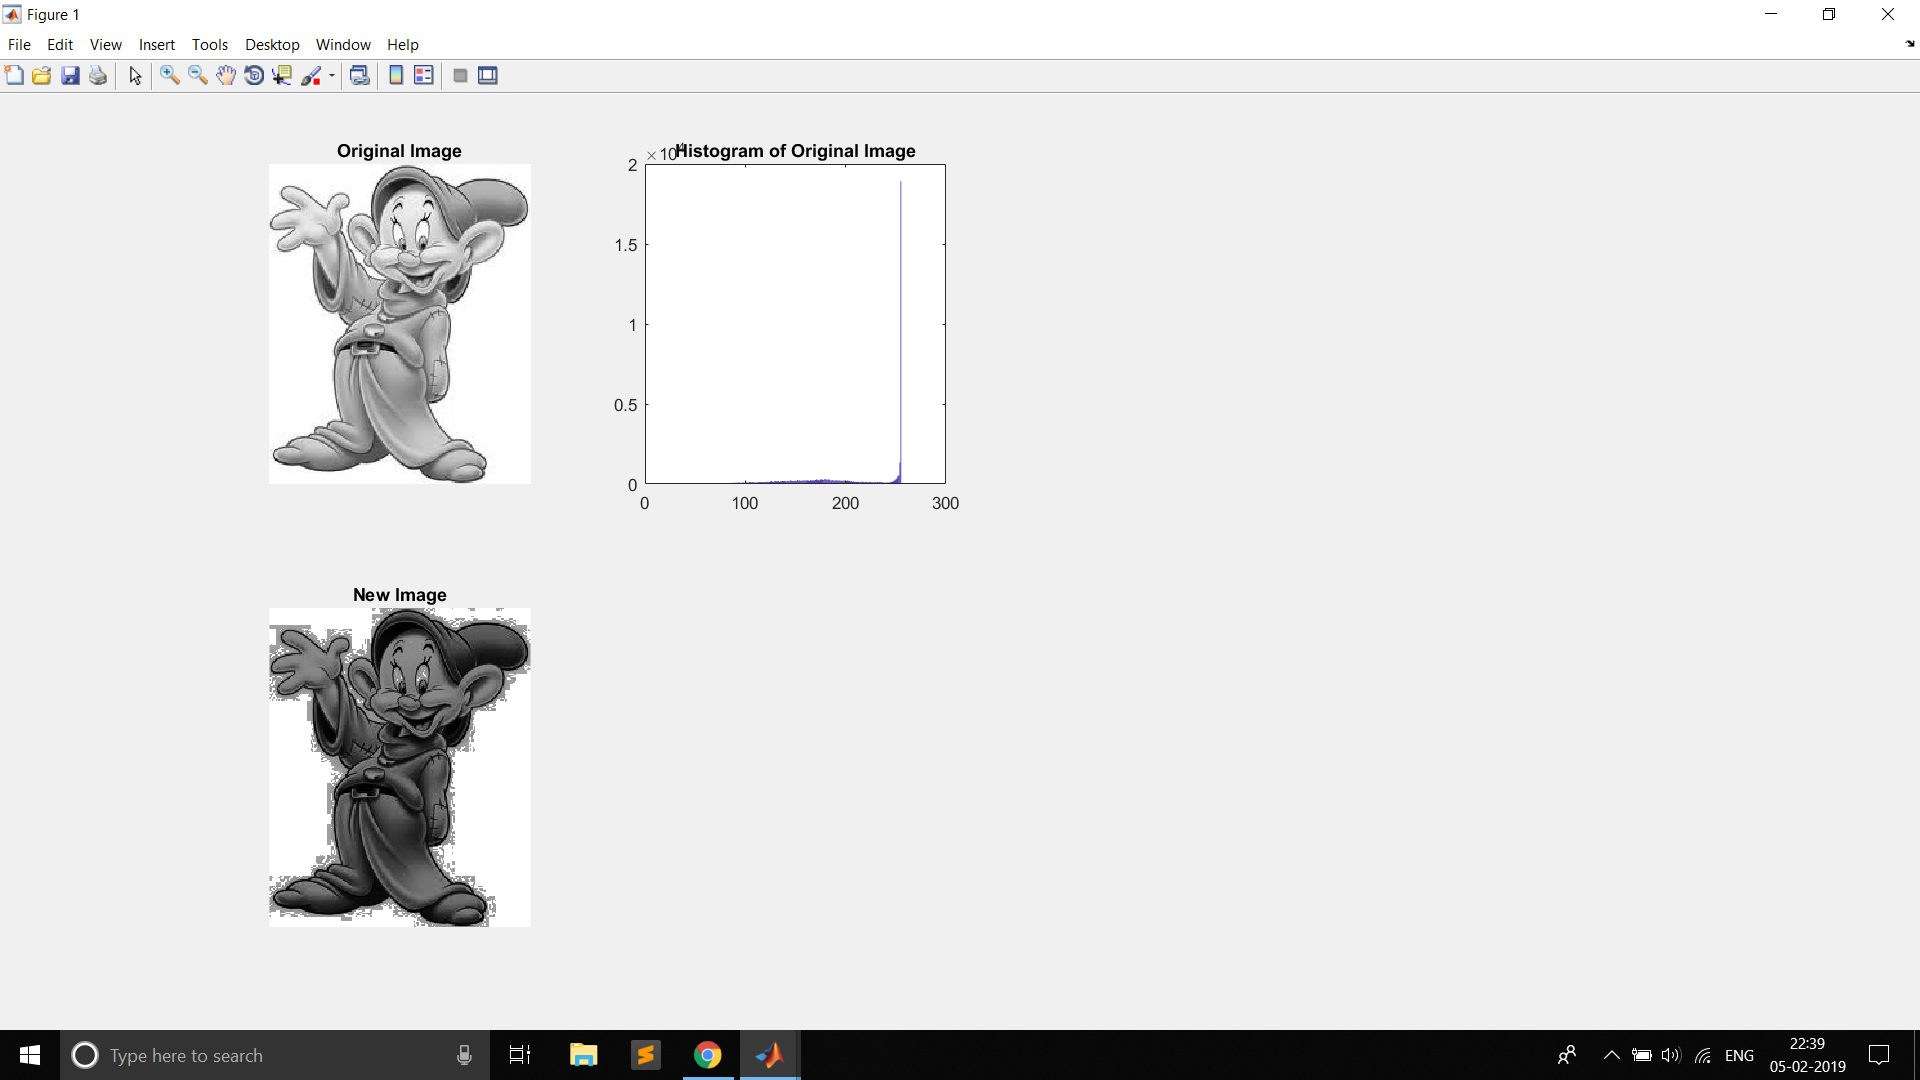 Figure 1
File Edit View Insert Tools Desktop Window Help
Original Image
Histogram of Original Image
× 10^4
2
1.5
1
0.5
0
0 100 200 300
New Image
Type here to search
ENG
22:39
05-02-2019